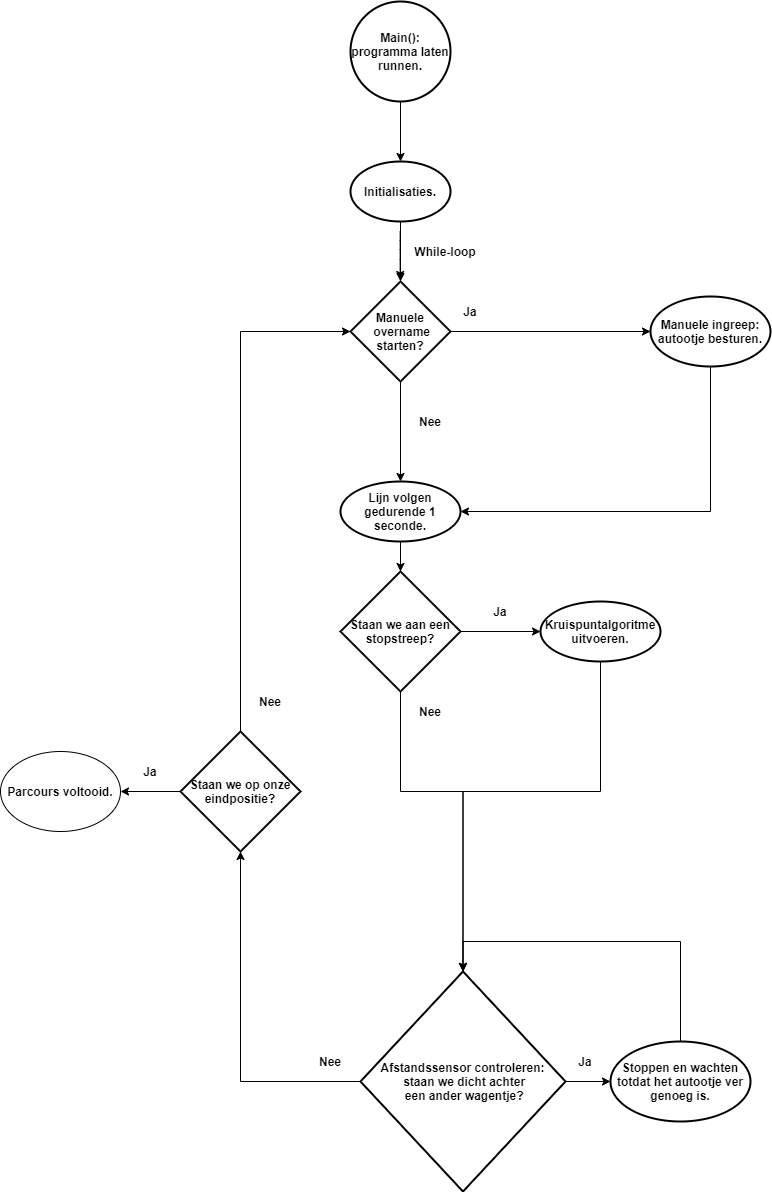 Main():
programma laten
runnen.
Initialisaties.
While-loop
Manuele
overname
starten?
Ja
Manuele ingreep:
autootje besturen.
Nee
Lijn volgen
gedurende 1
seconde.
Staan we aan een
stopstreep?
Ja
Kruispuntalgoritme
uitvoeren.
Nee
Nee
Staan we op onze
eindpositie?
Ja
Parcours voltooid.
Afstandssensor controleren:
staan we dicht achter
een ander wagentje?
Nee
Ja
Stoppen en wachten
totdat het autootje ver
genoeg is.